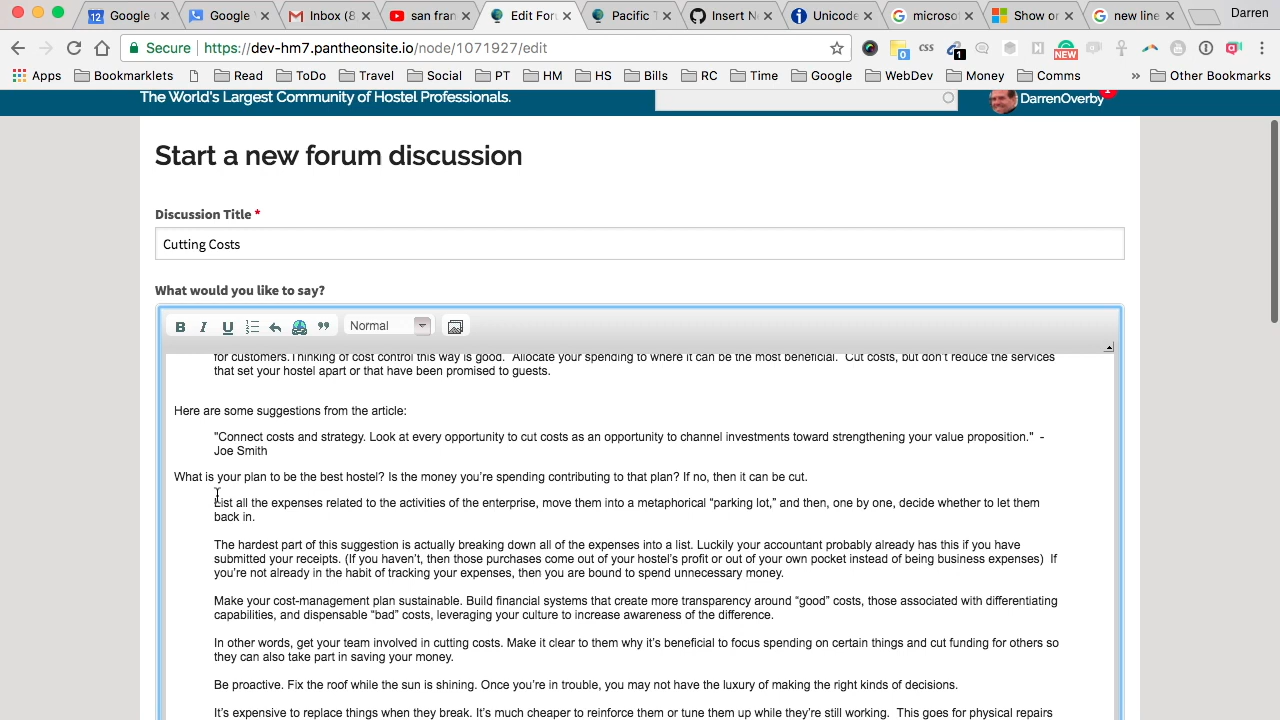 Google
Google
Inbox (8
san fran
Edit For
Pacific T
Insert N
Unicode
microsof
Show or
new line
Darren
Secure
https://dev-hm7.pantheonsite.io/node/1071927/edit
0
css
1
NEW
Apps
Bookmarklets
Read
ToDo
Travel
Social
PT
HM
HS
Bills
RC
Time
Google
WebDev
Money
Comms
»
Other Bookmarks
The World's Largest Community of Hostel Professionals.
DarrenOverby
Start a new forum discussion
Discussion Title *
Cutting Costs
What would you like to say?
B I U
Normal
for customers.Thinking of cost control this way is good.  Allocate your spending to where it can be the most beneficial.  Cut costs, but don't reduce the services
that set your hostel apart or that have been promised to guests.
Here are some suggestions from the article:
"Connect costs and strategy. Look at every opportunity to cut costs as an opportunity to channel investments toward strengthening your value proposition."  -
Joe Smith
What is your plan to be the best hostel? Is the money you're spending contributing to that plan? If no, then it can be cut.
List all the expenses related to the activities of the enterprise, move them into a metaphorical “parking lot,” and then, one by one, decide whether to let them
back in.
The hardest part of this suggestion is actually breaking down all of the expenses into a list. Luckily your accountant probably already has this if you have
submitted your receipts. (If you haven't, then those purchases come out of your hostel's profit or out of your own pocket instead of being business expenses)  If
you're not already in the habit of tracking your expenses, then you are bound to spend unnecessary money.
Make your cost-management plan sustainable. Build financial systems that create more transparency around “good” costs, those associated with differentiating
capabilities, and dispensable “bad” costs, leveraging your culture to increase awareness of the difference.
In other words, get your team involved in cutting costs. Make it clear to them why it's beneficial to focus spending on certain things and cut funding for others so
they can also take part in saving your money.
Be proactive. Fix the roof while the sun is shining. Once you're in trouble, you may not have the luxury of making the right kinds of decisions.
It's expensive to replace things when they break. It's much cheaper to reinforce them or tune them up while they're still working.  This goes for physical repairs